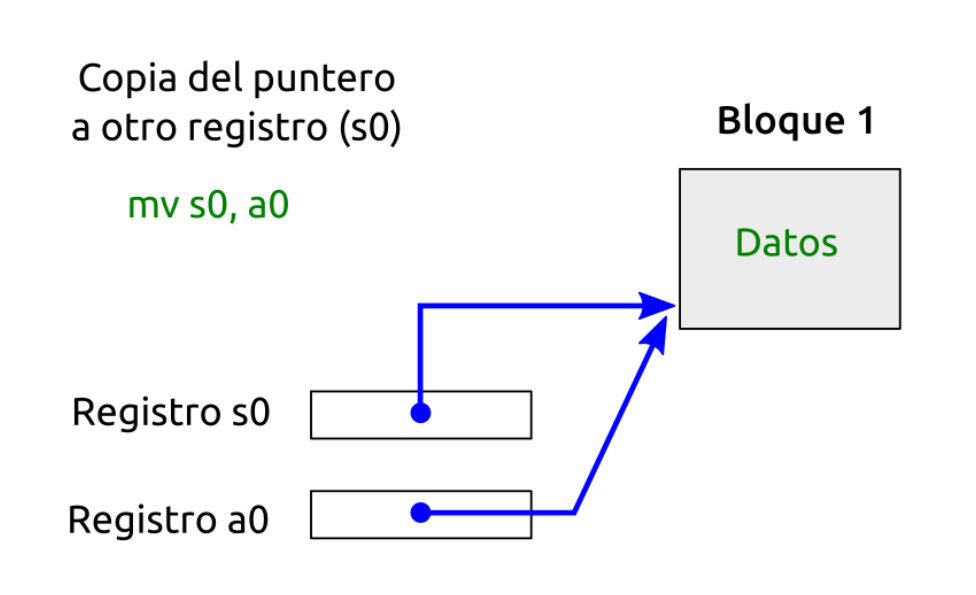 Copia del puntero
a otro registro (s0)
mv s0, a0
Bloque 1
Datos
Registro s0
Registro a0